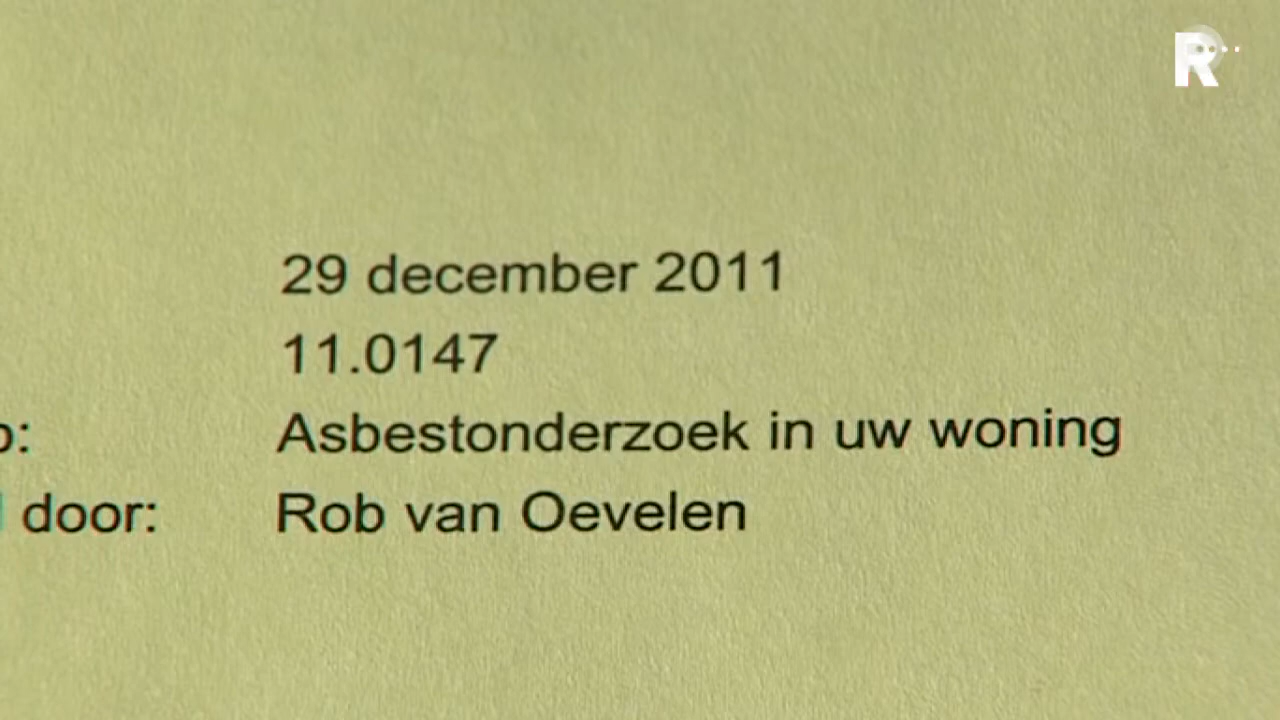 R
29 december 2011
11.0147
o: Asbestonderzoek in uw woning
door: Rob van Oevelen